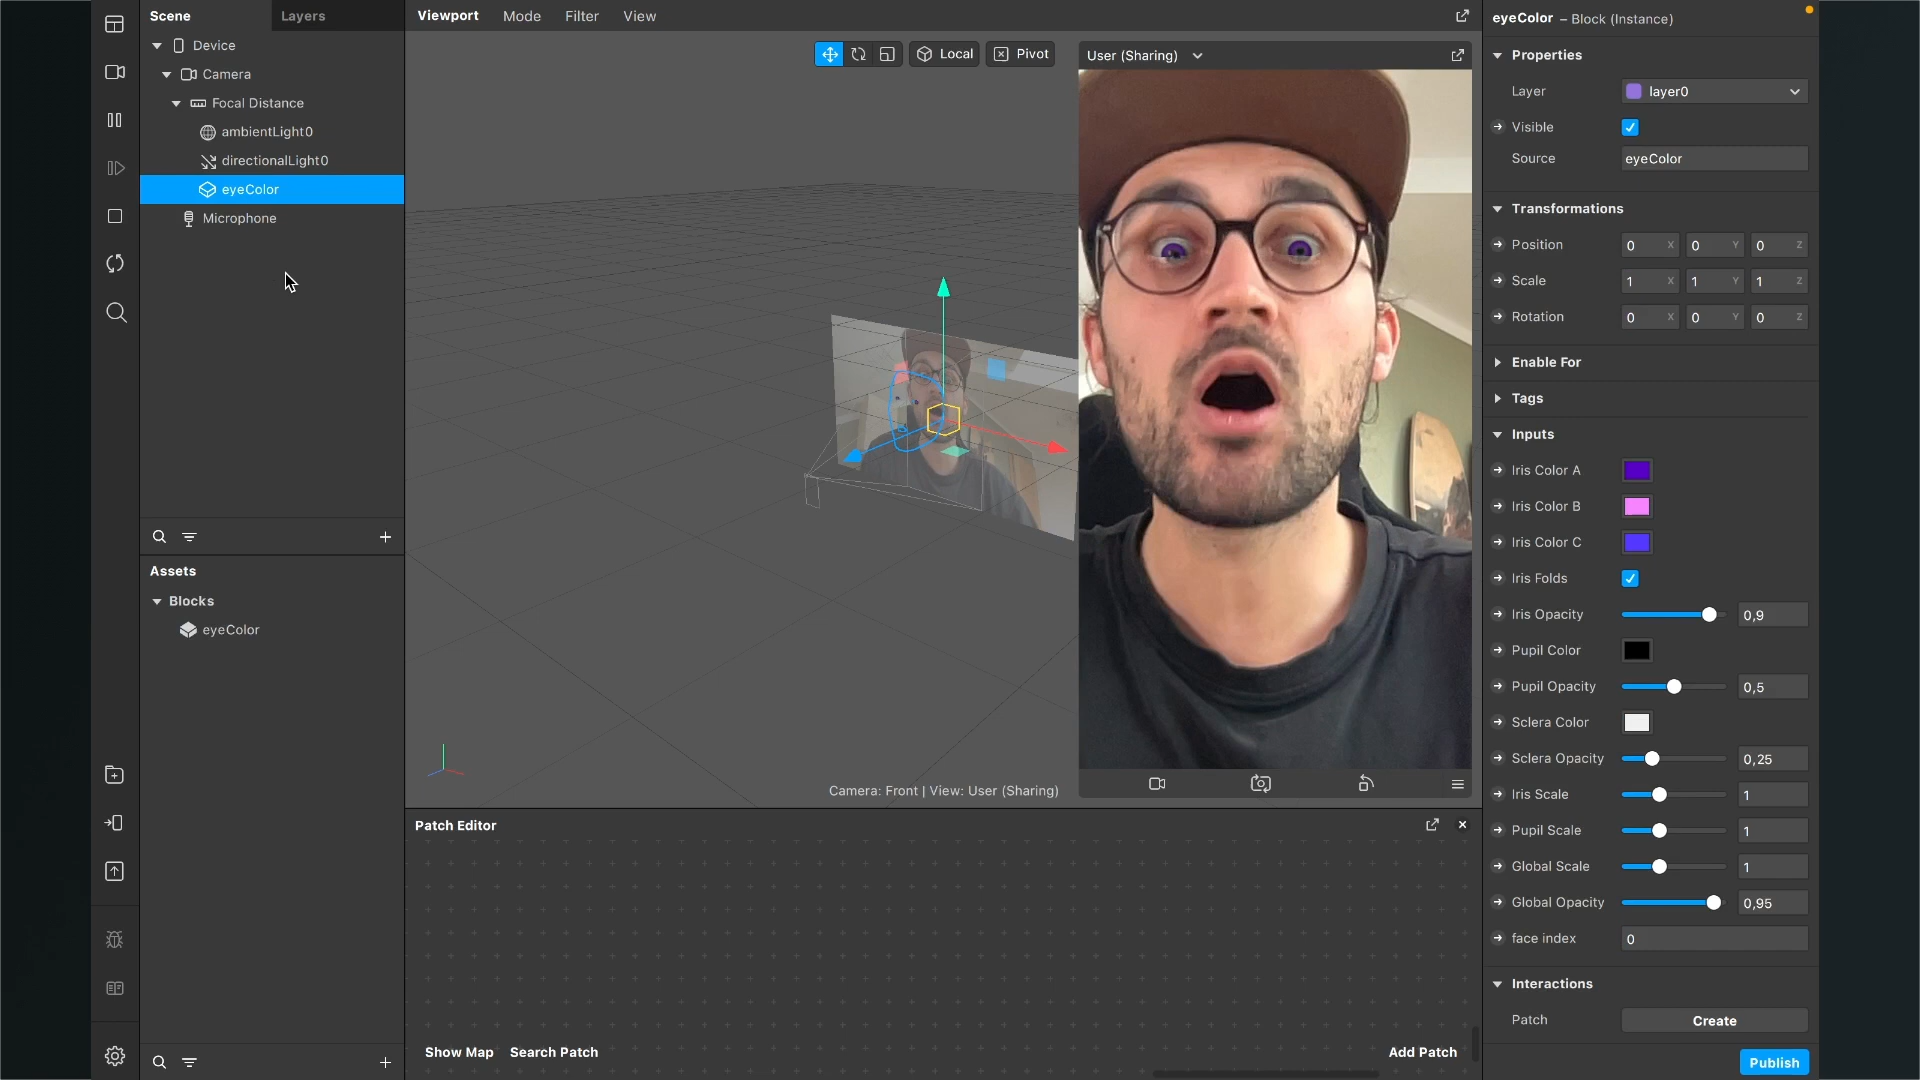 Scene
Layers
Device
Camera
Focal Distance
ambientLight0
directionalLight0
eyeColor
Microphone
Assets
Blocks
eyeColor
Viewport
Mode
Filter
View
Local
Pivot
User (Sharing)
Camera: Front | View: User (Sharing)
Patch Editor
Show Map
Search Patch
Add Patch
eyeColor – Block (Instance)
Properties
Layer layer0
Visible
Source eyeColor
Transformations
Position 0 X 0 Y 0 Z
Scale 1 X 1 Y 1 Z
Rotation 0 X 0 Y 0 Z
Enable For
Tags
Inputs
Iris Color A
Iris Color B
Iris Color C
Iris Folds
Iris Opacity 0,9
Pupil Color
Pupil Opacity 0,5
Sclera Color
Sclera Opacity 0,25
Iris Scale 1
Pupil Scale 1
Global Scale 1
Global Opacity 0,95
face index 0
Interactions
Patch Create
Publish